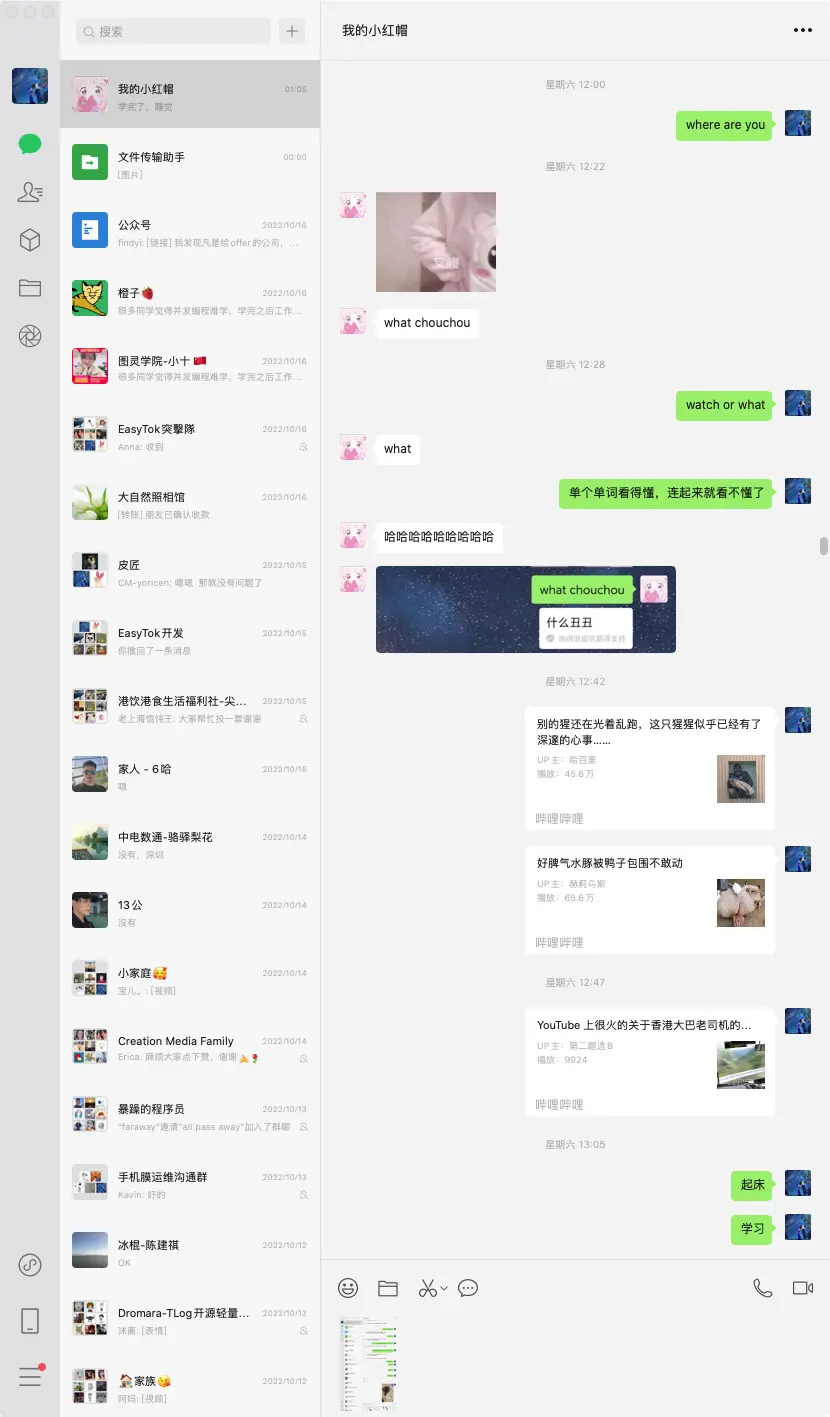 搜索
我的小红帽
01:05
学完了，睡觉
文件传输助手
00:00
[图片]
公众号
2022/10/16
findyi: [链接] 我发现凡是给offer的公司，...
橙子🍓
2022/10/16
很多同学觉得并发编程难学，学完之后工作...
图灵学院-小十 🇨🇳
2022/10/16
很多同学觉得并发编程难学，学完之后工作...
EasyTok突擊隊
2022/10/16
Anna: 收到
大自然照相馆
2022/10/16
[转账] 朋友已确认收款
皮匠
2022/10/15
CM-yoricen: 嗯嗯 那就没有问题了
EasyTok开发
2022/10/15
你撤回了一条消息
港饮港食生活福利社-尖...
2022/10/15
老上海馄饨王: 大家帮忙投一票谢谢
家人 - 6哈
2022/10/15
嗯
中电数通-骆驿梨花
2022/10/14
没有，深圳
13公
2022/10/14
没有
小家庭🥰
2022/10/14
宝儿。: [视频]
Creation Media Family
2022/10/14
Erica: 麻烦大家点下赞，谢谢🙏🌹
暴躁的程序员
2022/10/13
"faraway"邀请"all pass away"加入了群聊
手机膜运维沟通群
2022/10/13
Kavin: 好的
冰棍-陈建祺
2022/10/12
OK
Dromara-TLog开源轻量...
2022/10/12
沫离: [表情]
🏠家族😘
2022/10/12
阿妈: [视频]
我的小红帽
星期六 12:00
where are you
星期六 12:22
what chouchou
星期六 12:28
watch or what
what
单个单词看得懂，连起来就看不懂了
哈哈哈哈哈哈哈哈哈
what chouchou
什么丑丑
由微信提供翻译支持
星期六 12:42
别的猩还在光着乱跑，这只猩猩似乎已经有了
深邃的心事......
UP主：哈百里
播放：45.6万
哔哩哔哩
好脾气水豚被鸭子包围不敢动
UP主：赫莉乌斯
播放：65.6万
哔哩哔哩
星期六 12:47
YouTube 上很火的关于香港大巴老司机的...
UP主：第二题选B
播放：9924
哔哩哔哩
星期六 13:05
起床
学习